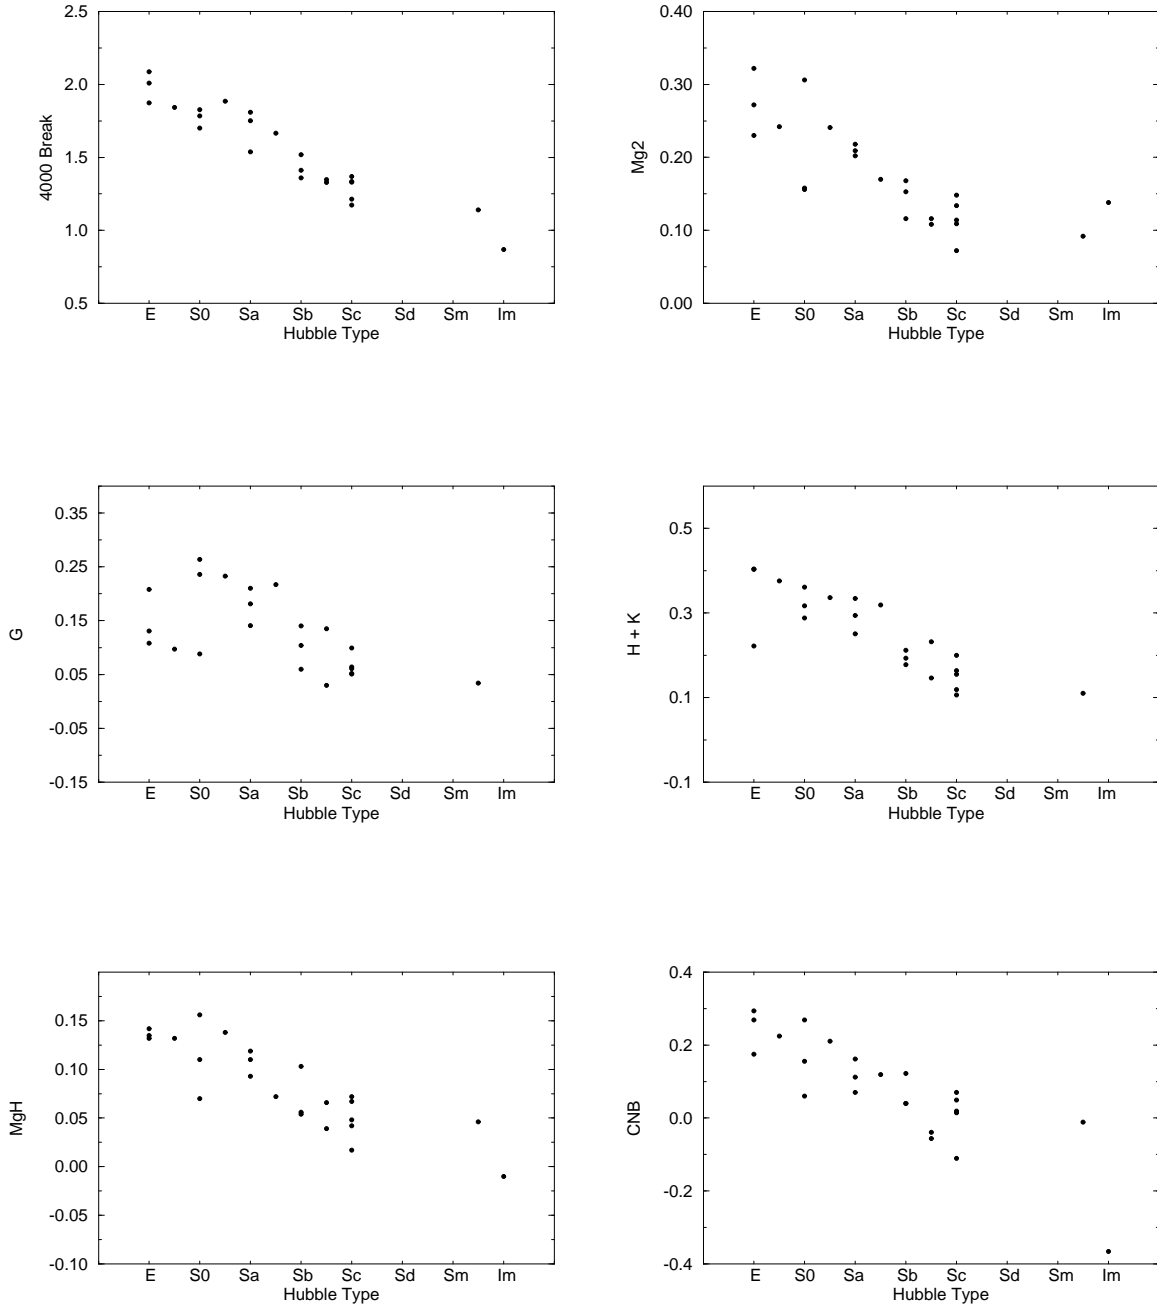 2.5
2.0
1.5
1.0
0.5
4000 Break
E S0 Sa Sb Sc Sd Sm Im
Hubble Type
0.40
0.30
0.20
0.10
0.00
Mg2
E S0 Sa Sb Sc Sd Sm Im
Hubble Type
0.35
0.25
0.15
0.05
-0.05
-0.15
G
E S0 Sa Sb Sc Sd Sm Im
Hubble Type
0.5
0.3
0.1
-0.1
H + K
E S0 Sa Sb Sc Sd Sm Im
Hubble Type
0.15
0.10
0.05
0.00
-0.05
-0.10
MgH
E S0 Sa Sb Sc Sd Sm Im
Hubble Type
0.4
0.2
0.0
-0.2
-0.4
CNB
E S0 Sa Sb Sc Sd Sm Im
Hubble Type